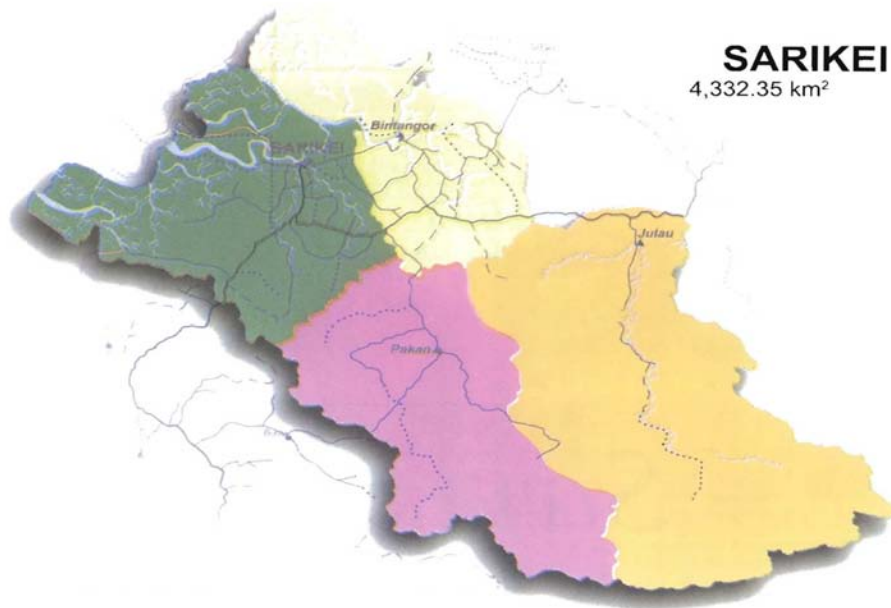 SARIKEI
4,332.35 km²
Bintangor
SARIKEI
Julau
Pakan